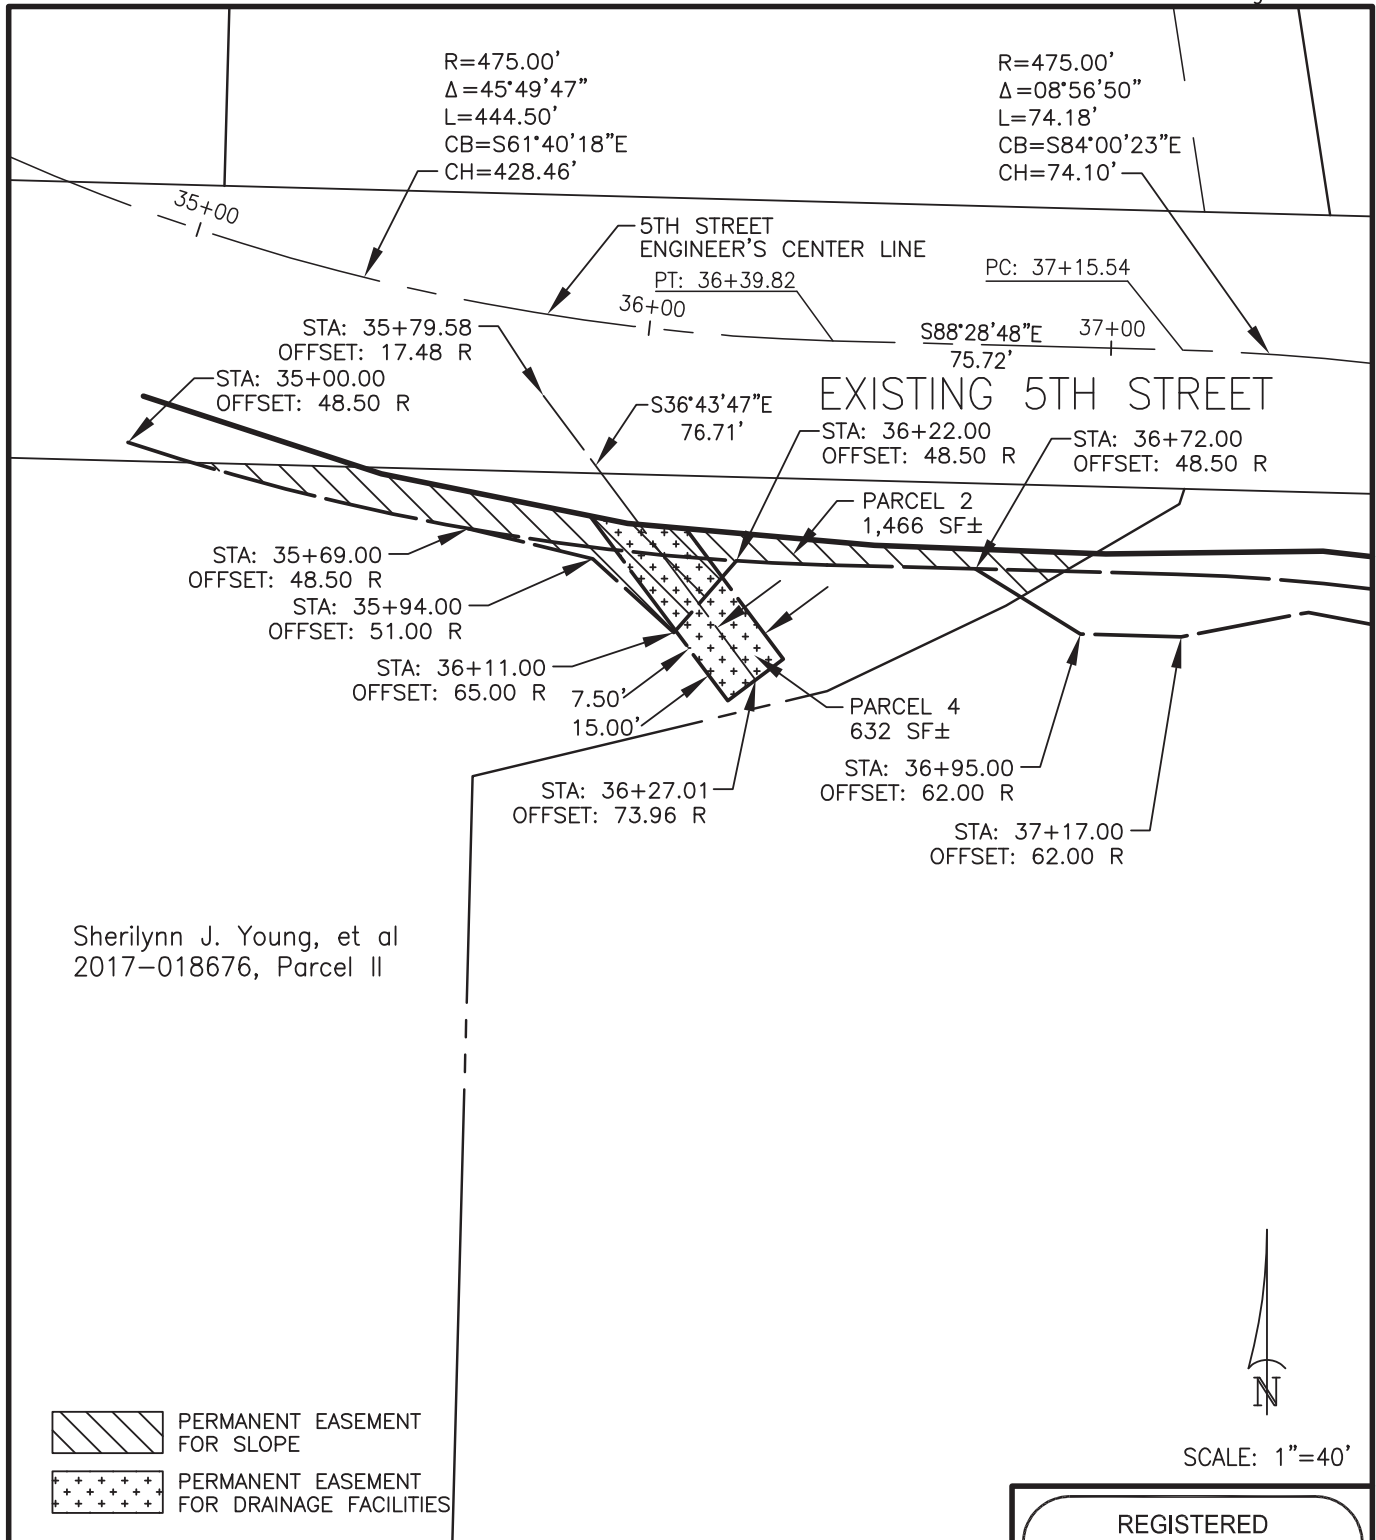 R=475.00'
Δ=45°49'47"
L=444.50'
CB=S61°40'18"E
CH=428.46'
R=475.00'
Δ=08°56'50"
L=74.18'
CB=S84°00'23"E
CH=74.10'
35+00
5TH STREET
ENGINEER'S CENTER LINE
PT: 36+39.82
PC: 37+15.54
36+00
S88°28'48"E
75.72'
37+00
STA: 35+79.58
OFFSET: 17.48 R
STA: 35+00.00
OFFSET: 48.50 R
EXISTING 5TH STREET
S36°43'47"E
76.71'
STA: 36+22.00
OFFSET: 48.50 R
STA: 36+72.00
OFFSET: 48.50 R
PARCEL 2
1,466 SF±
STA: 35+69.00
OFFSET: 48.50 R
STA: 35+94.00
OFFSET: 51.00 R
STA: 36+11.00
OFFSET: 65.00 R
7.50'
15.00'
PARCEL 4
632 SF±
STA: 36+27.01
OFFSET: 73.96 R
STA: 36+95.00
OFFSET: 62.00 R
STA: 37+17.00
OFFSET: 62.00 R
Sherilynn J. Young, et al
2017-018676, Parcel II
N
SCALE: 1"=40'
PERMANENT EASEMENT
FOR SLOPE
PERMANENT EASEMENT
FOR DRAINAGE FACILITIES
REGISTERED